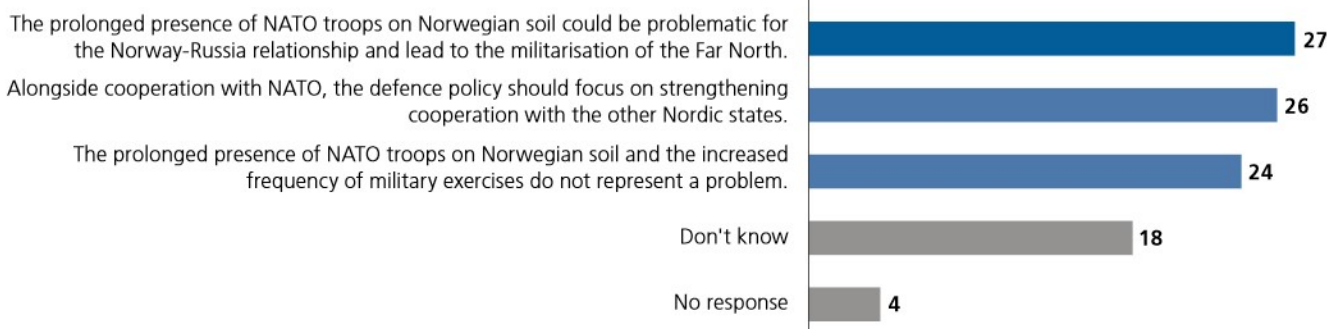 The prolonged presence of NATO troops on Norwegian soil could be problematic for
the Norway-Russia relationship and lead to the militarisation of the Far North.
27
Alongside cooperation with NATO, the defence policy should focus on strengthening
cooperation with the other Nordic states.
26
The prolonged presence of NATO troops on Norwegian soil and the increased
frequency of military exercises do not represent a problem.
24
Don't know
18
No response
4